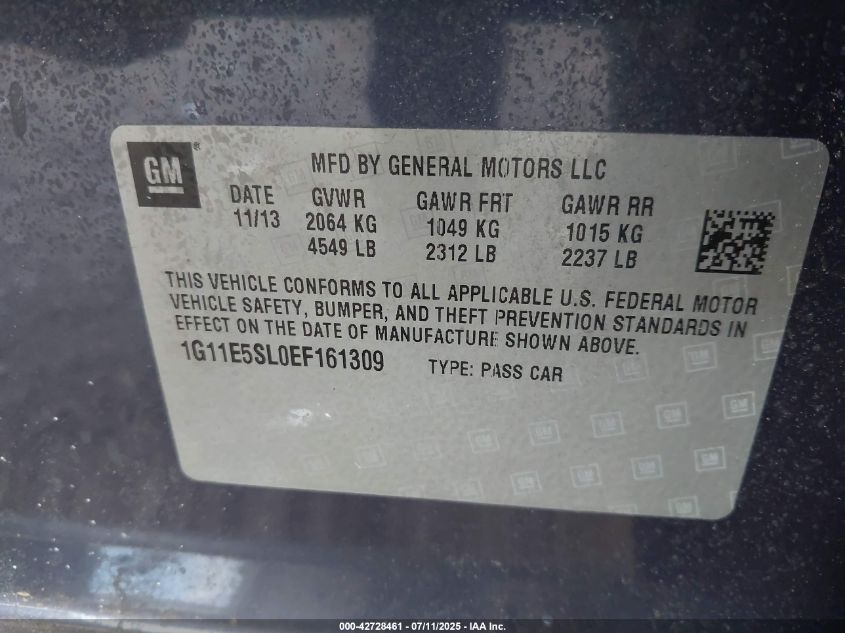 GM®
MFD BY GENERAL MOTORS LLC
DATE GVWR GAWR FRT GAWR RR
11/13 2064 KG 1049 KG 1015 KG
4549 LB 2312 LB 2237 LB
THIS VEHICLE CONFORMS TO ALL APPLICABLE U.S. FEDERAL MOTOR
VEHICLE SAFETY, BUMPER, AND THEFT PREVENTION STANDARDS IN
EFFECT ON THE DATE OF MANUFACTURE SHOWN ABOVE.
1G11E5SL0EF161309 TYPE: PASS CAR
000-42728461 - 07/11/2025 - IAA Inc.